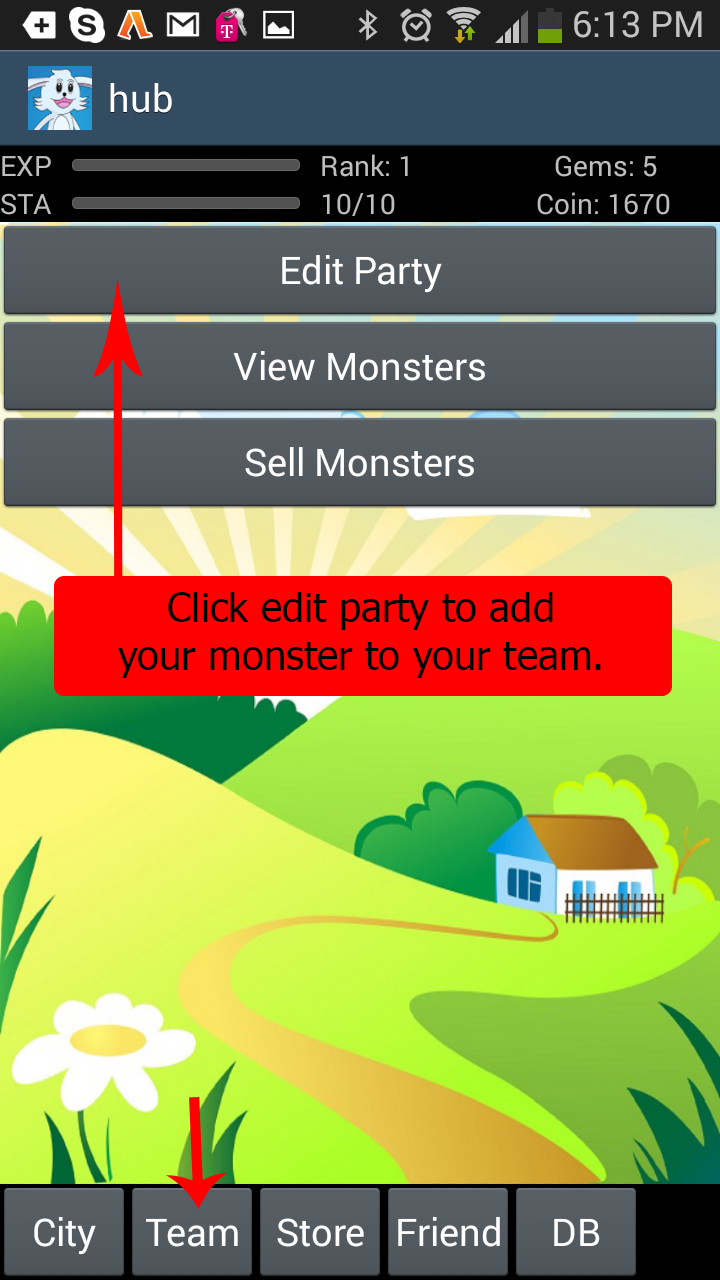 6:13 PM
hub
EXP Rank: 1 Gems: 5
STA 10/10 Coin: 1670
Edit Party
View Monsters
Sell Monsters
Click edit party to add
your monster to your team.
City Team Store Friend DB